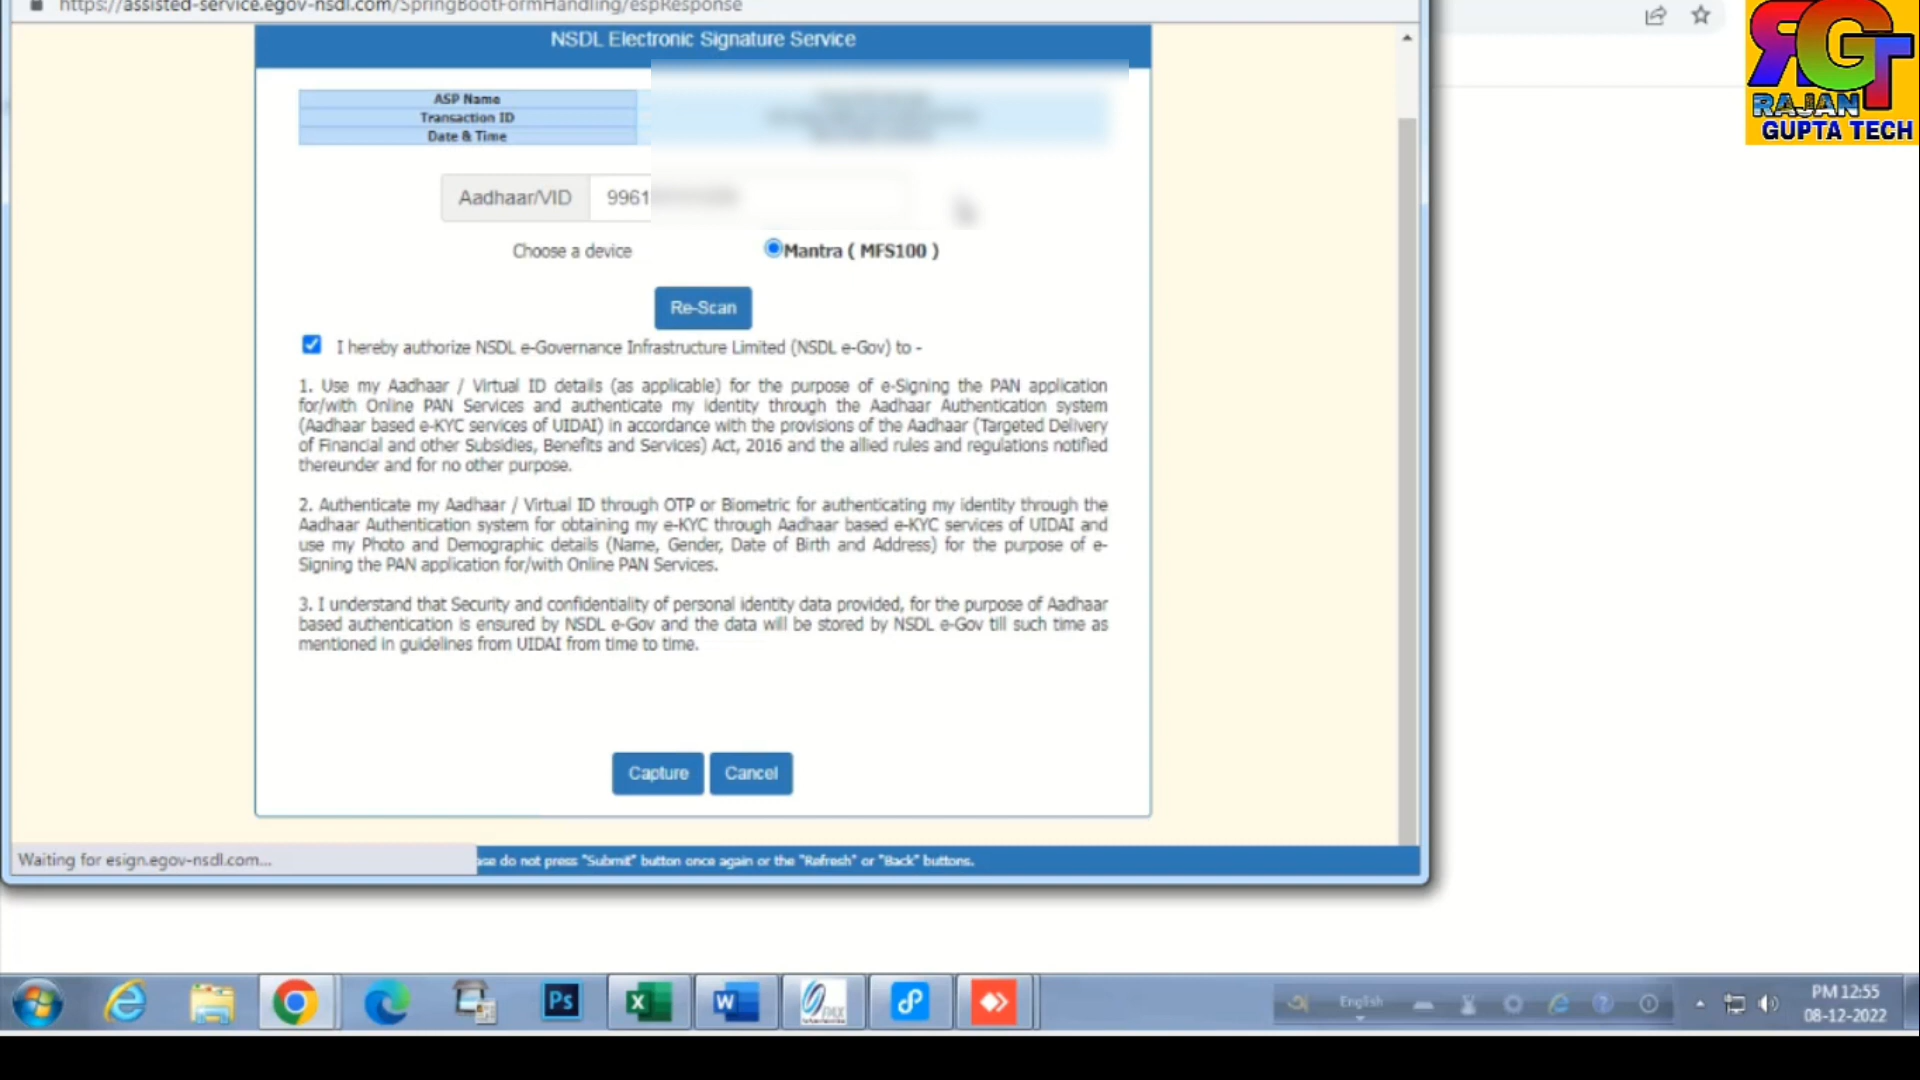 https://assisted-service.egov-nsdl.com/SpringBootFormHandling/espResponse
NSDL Electronic Signature Service
ASP Name
Transaction ID
Date & Time
Aadhaar/VID 9961
Choose a device Mantra ( MFS100 )
Re-Scan
I hereby authorize NSDL e-Governance Infrastructure Limited (NSDL e-Gov) to -
1. Use my Aadhaar / Virtual ID details (as applicable) for the purpose of e-Signing the PAN application
for/with Online PAN Services and authenticate my identity through the Aadhaar Authentication system
(Aadhaar based e-KYC services of UIDAI) in accordance with the provisions of the Aadhaar (Targeted Delivery
of Financial and other Subsidies, Benefits and Services) Act, 2016 and the allied rules and regulations notified
thereunder and for no other purpose.
2. Authenticate my Aadhaar / Virtual ID through OTP or Biometric for authenticating my identity through the
Aadhaar Authentication system for obtaining my e-KYC through Aadhaar based e-KYC services of UIDAI and
use my Photo and Demographic details (Name, Gender, Date of Birth and Address) for the purpose of e-
Signing the PAN application for/with Online PAN Services.
3. I understand that Security and confidentiality of personal identity data provided, for the purpose of Aadhaar
based authentication is ensured by NSDL e-Gov and the data will be stored by NSDL e-Gov till such time as
mentioned in guidelines from UIDAI from time to time.
Capture Cancel
Waiting for esign.egov-nsdl.com...
ase do not press "Submit" button once again or the "Refresh" or "Back" buttons.
RGT
RAJAN
GUPTA TECH
Ps
X
W
PAX
English
PM 12:55
08-12-2022